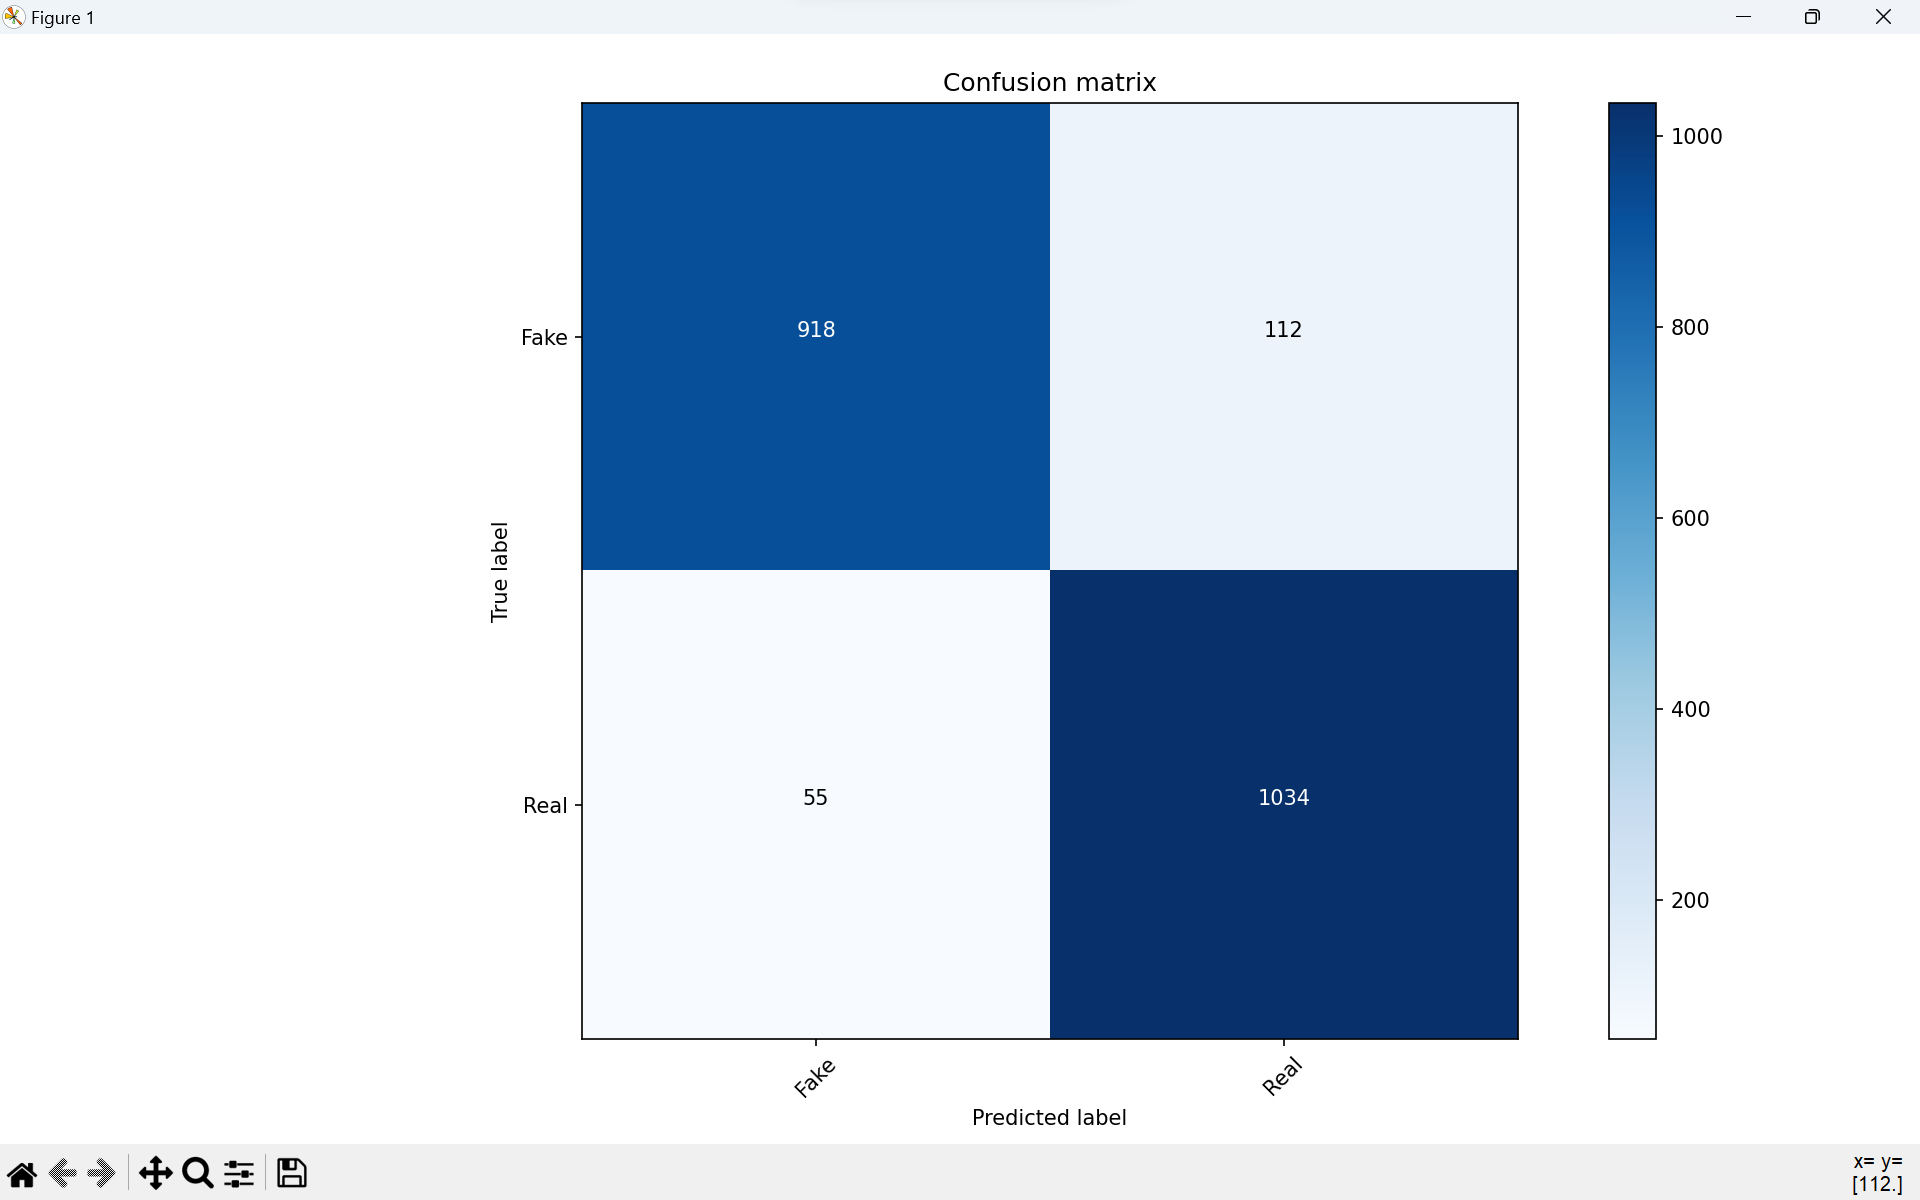 Figure 1
Confusion matrix
1000
Fake
918
112
800
600
True label
400
Real
55
1034
200
Fake
Real
Predicted label
x= y=
[112.]